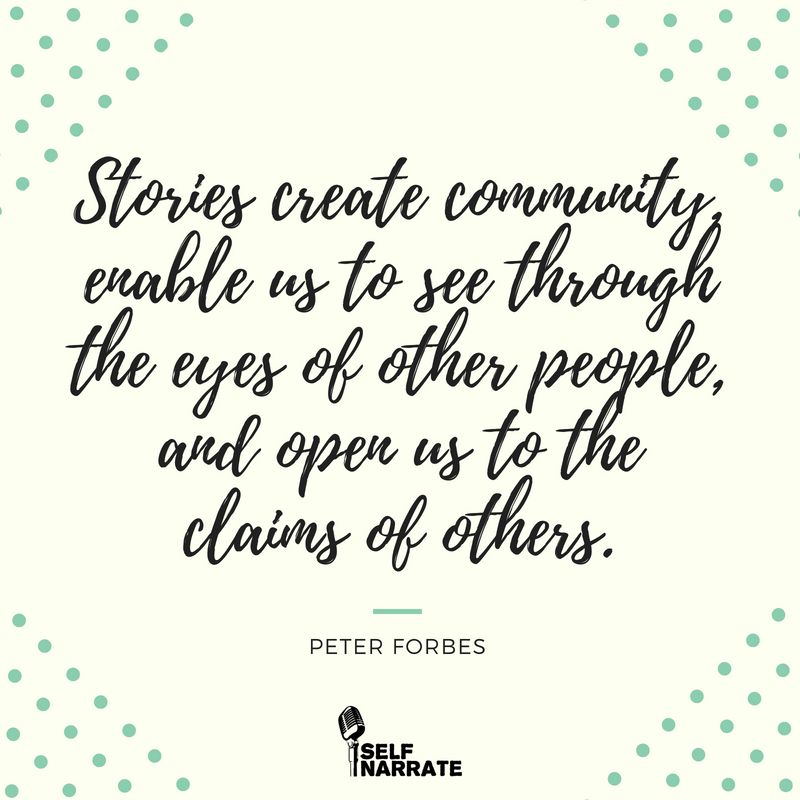 Stories create community,
enable us to see through
the eyes of other people,
and open us to the
claims of others.
PETER FORBES
SELF
NARRATE